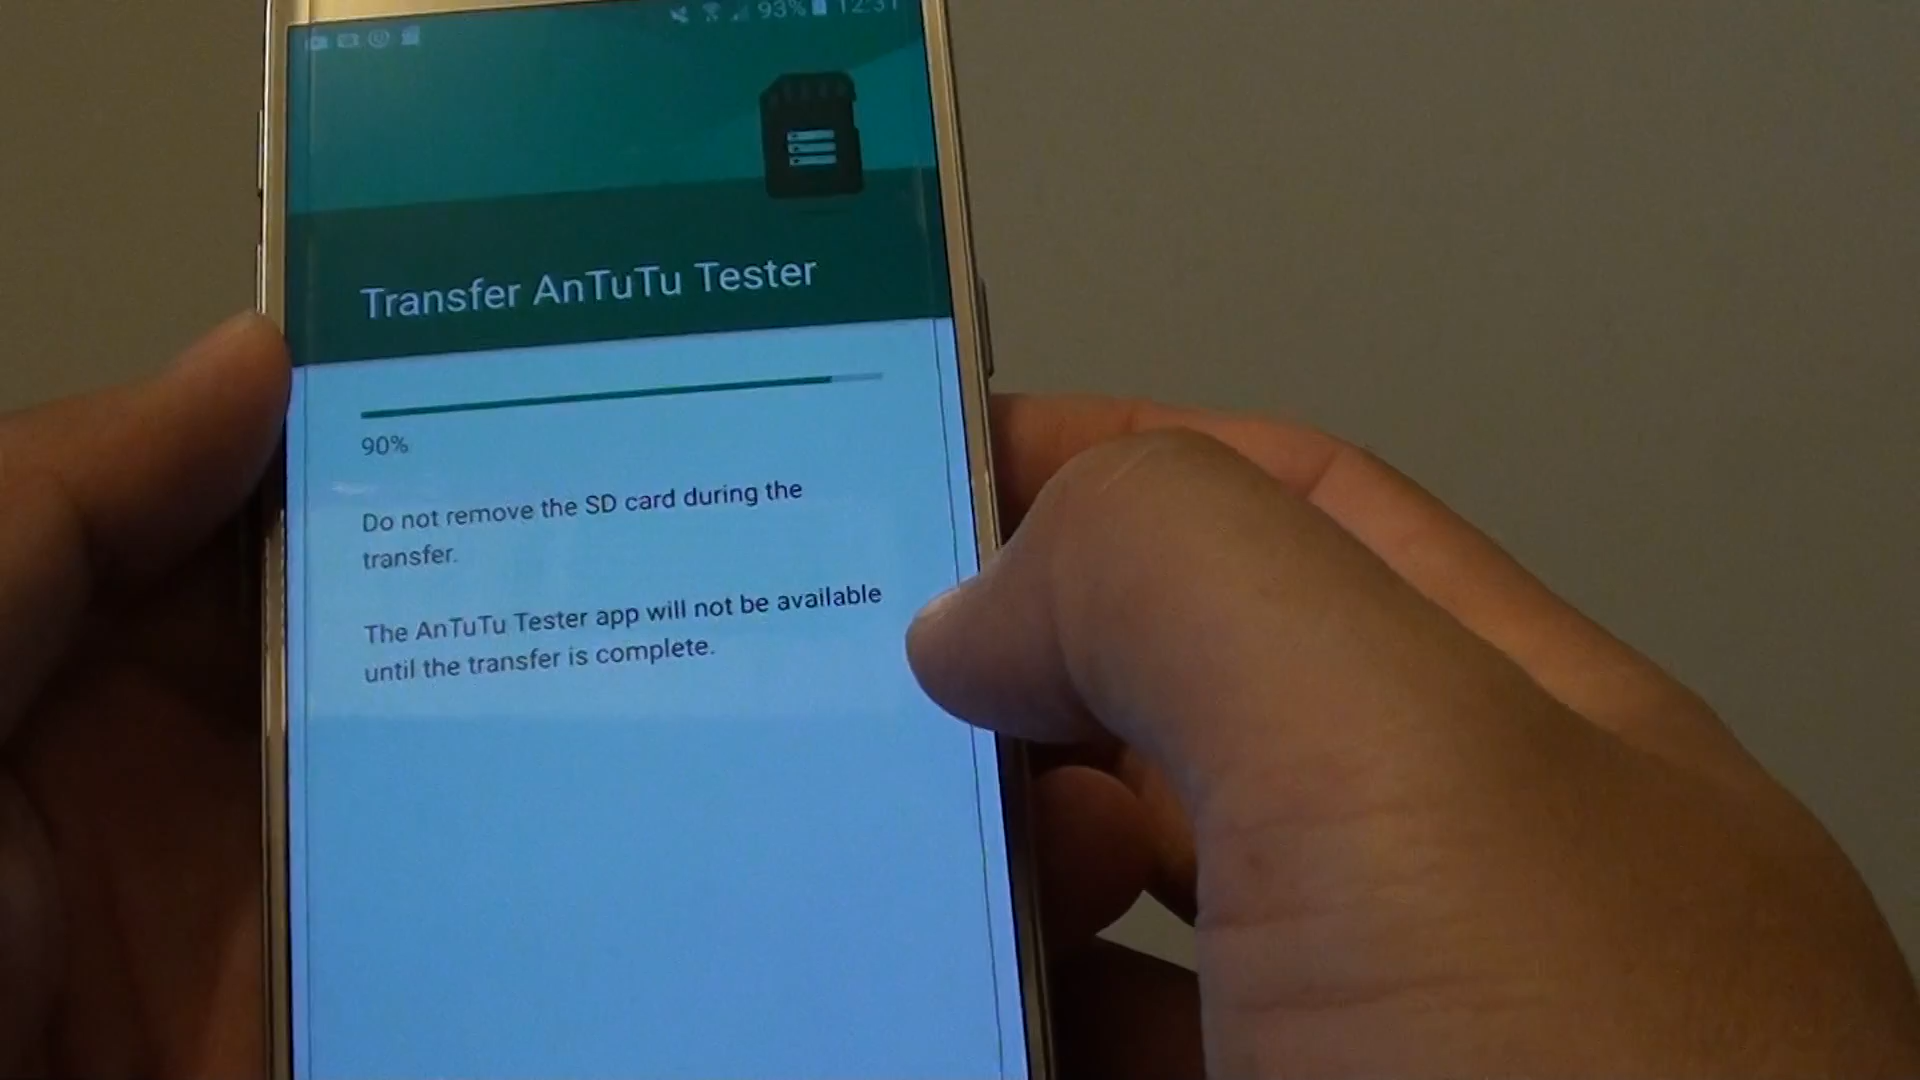 93% 12:31
Transfer AnTuTu Tester
90%
Do not remove the SD card during the
transfer.
The AnTuTu Tester app will not be available
until the transfer is complete.